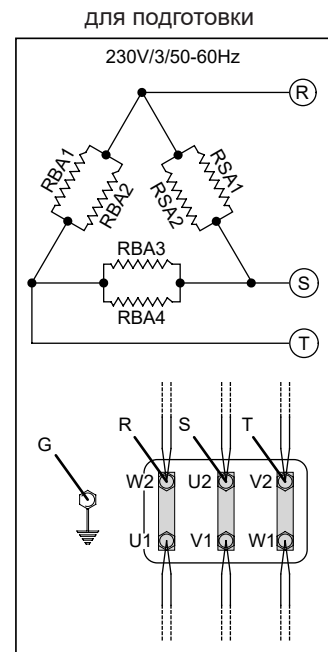 для подготовки
230V/3/50-60Hz
R
RBA1
RBA2
RSA1
RSA2
RBA3
RBA4
S
T
G
R S T
W2 U2 V2
U1 V1 W1